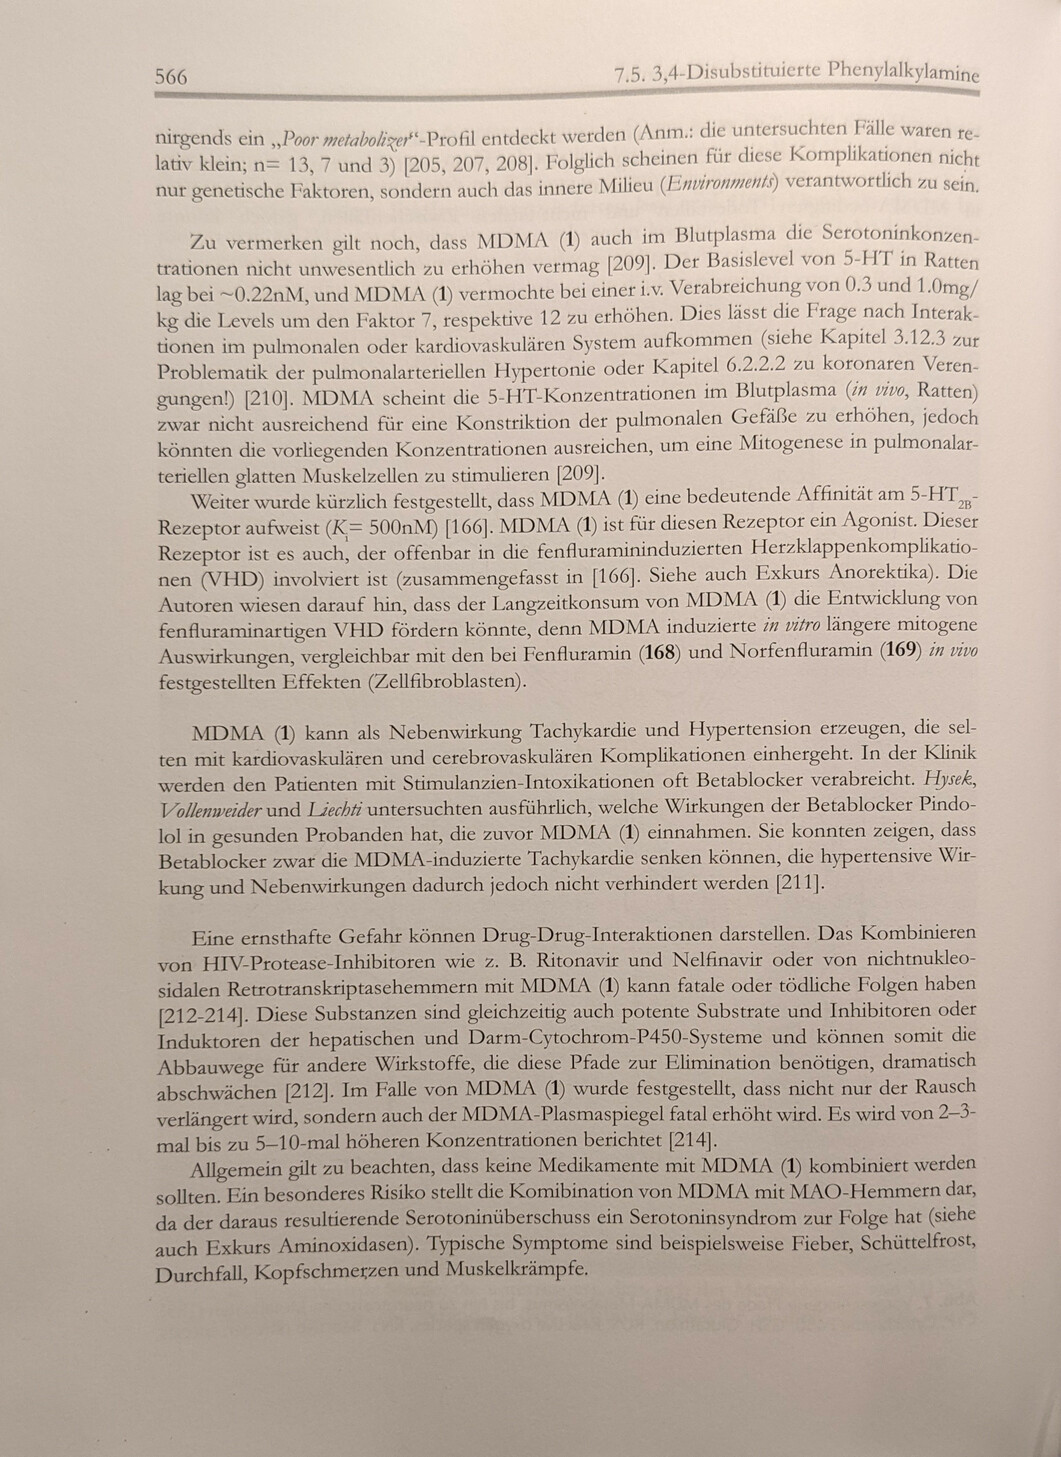 566
7.5. 3,4-Disubstituierte Phenylalkylamine
nirgends ein „Poor metabolizer“-Profil entdeckt werden (Anm.: die untersuchten Fälle waren re-
lativ klein; n= 13, 7 und 3) [205, 207, 208]. Folglich scheinen für diese Komplikationen nicht
nur genetische Faktoren, sondern auch das innere Milieu (Environments) verantwortlich zu sein.
Zu vermerken gilt noch, dass MDMA (1) auch im Blutplasma die Serotoninkonzen-
trationen nicht unwesentlich zu erhöhen vermag [209]. Der Basislevel von 5-HT in Ratten
lag bei ~0.22nM, und MDMA (1) vermochte bei einer i.v. Verabreichung von 0.3 und 1.0mg/
kg die Levels um den Faktor 7, respektive 12 zu erhöhen. Dies lässt die Frage nach Interak-
tionen im pulmonalen oder kardiovaskulären System aufkommen (siehe Kapitel 3.12.3 zur
Problematik der pulmonalarteriellen Hypertonie oder Kapitel 6.2.2.2 zu koronaren Veren-
gungen!) [210]. MDMA scheint die 5-HT-Konzentrationen im Blutplasma (in vivo, Ratten)
zwar nicht ausreichend für eine Konstriktion der pulmonalen Gefäße zu erhöhen, jedoch
könnten die vorliegenden Konzentrationen ausreichen, um eine Mitogenese in pulmonalar-
teriellen glatten Muskelzellen zu stimulieren [209].
Weiter wurde kürzlich festgestellt, dass MDMA (1) eine bedeutende Affinität am 5-HT2B-
Rezeptor aufweist (Ki= 500nM) [166]. MDMA (1) ist für diesen Rezeptor ein Agonist. Dieser
Rezeptor ist es auch, der offenbar in die fenfluramininduzierten Herzklappenkomplikatio-
nen (VHD) involviert ist (zusammengefasst in [166]. Siehe auch Exkurs Anorektika). Die
Autoren wiesen darauf hin, dass der Langzeitkonsum von MDMA (1) die Entwicklung von
fenfluraminartigen VHD fördern könnte, denn MDMA induzierte in vitro längere mitogene
Auswirkungen, vergleichbar mit den bei Fenfluramin (168) und Norfenfluramin (169) in vivo
festgestellten Effekten (Zellfibroblasten).
MDMA (1) kann als Nebenwirkung Tachykardie und Hypertension erzeugen, die sel-
ten mit kardiovaskulären und cerebrovaskulären Komplikationen einhergeht. In der Klinik
werden den Patienten mit Stimulanzien-Intoxikationen oft Betablocker verabreicht. Hysek,
Vollenweider und Liechti untersuchten ausführlich, welche Wirkungen der Betablocker Pindo-
lol in gesunden Probanden hat, die zuvor MDMA (1) einnahmen. Sie konnten zeigen, dass
Betablocker zwar die MDMA-induzierte Tachykardie senken können, die hypertensive Wir-
kung und Nebenwirkungen dadurch jedoch nicht verhindert werden [211].
Eine ernsthafte Gefahr können Drug-Drug-Interaktionen darstellen. Das Kombinieren
von HIV-Protease-Inhibitoren wie z. B. Ritonavir und Nelfinavir oder von nichtnukleo-
sidalen Retrotranskriptasehemmern mit MDMA (1) kann fatale oder tödliche Folgen haben
[212-214]. Diese Substanzen sind gleichzeitig auch potente Substrate und Inhibitoren oder
Induktoren der hepatischen und Darm-Cytochrom-P450-Systeme und können somit die
Abbauwege für andere Wirkstoffe, die diese Pfade zur Elimination benötigen, dramatisch
abschwächen [212]. Im Falle von MDMA (1) wurde festgestellt, dass nicht nur der Rausch
verlängert wird, sondern auch der MDMA-Plasmaspiegel fatal erhöht wird. Es wird von 2–3-
mal bis zu 5–10-mal höheren Konzentrationen berichtet [214].
Allgemein gilt zu beachten, dass keine Medikamente mit MDMA (1) kombiniert werden
sollten. Ein besonderes Risiko stellt die Komibination von MDMA mit MAO-Hemmern dar,
da der daraus resultierende Serotoninüberschuss ein Serotoninsyndrom zur Folge hat (siehe
auch Exkurs Aminoxidasen). Typische Symptome sind beispielsweise Fieber, Schüttelfrost,
Durchfall, Kopfschmerzen und Muskelkrämpfe.